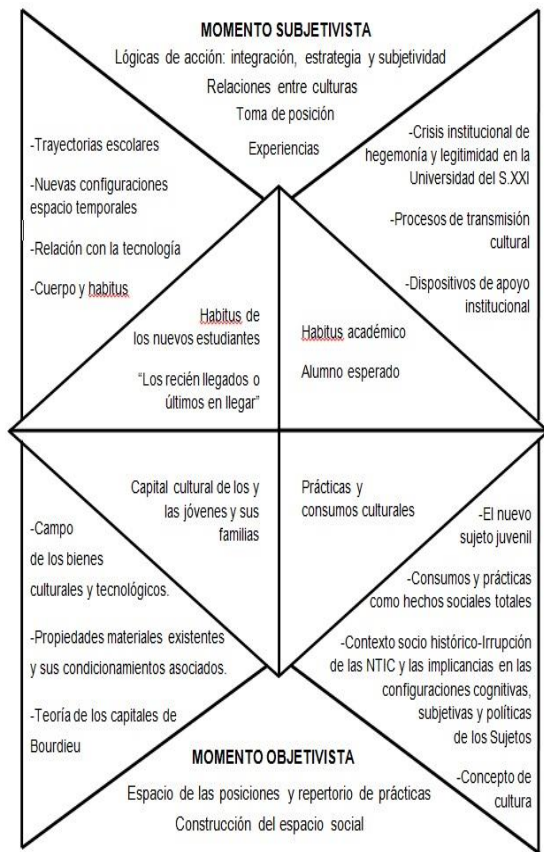 MOMENTO SUBJETIVISTA
Lógicas de acción: integración, estrategia y subjetividad
Relaciones entre culturas
Toma de posición
Experiencias
-Trayectorias escolares
-Nuevas configuraciones
espacio temporales
-Relación con la tecnología
-Cuerpo y habitus
-Crisis institucional de
hegemonía y legitimidad en la
Universidad del S.XXI
-Procesos de transmisión
cultural
-Dispositivos de apoyo
institucional
Habitus de
los nuevos estudiantes
“Los recién llegados o
últimos en llegar”
Habitus académico
Alumno esperado
Capital cultural de los y
las jóvenes y sus
familias
Prácticas y
consumos culturales
-Campo
de los bienes
culturales y tecnológicos.
-Propiedades materiales existentes
y sus condicionamientos asociados.
-Teoría de los capitales de
Bourdieu
-El nuevo
sujeto juvenil
-Consumos y prácticas
como hechos sociales totales
-Contexto socio histórico-Irrupción
de las NTIC y las implicancias en las
configuraciones cognitivas,
subjetivas y políticas
de los Sujetos
-Concepto de
cultura
MOMENTO OBJETIVISTA
Espacio de las posiciones y repertorio de prácticas
Construcción del espacio social